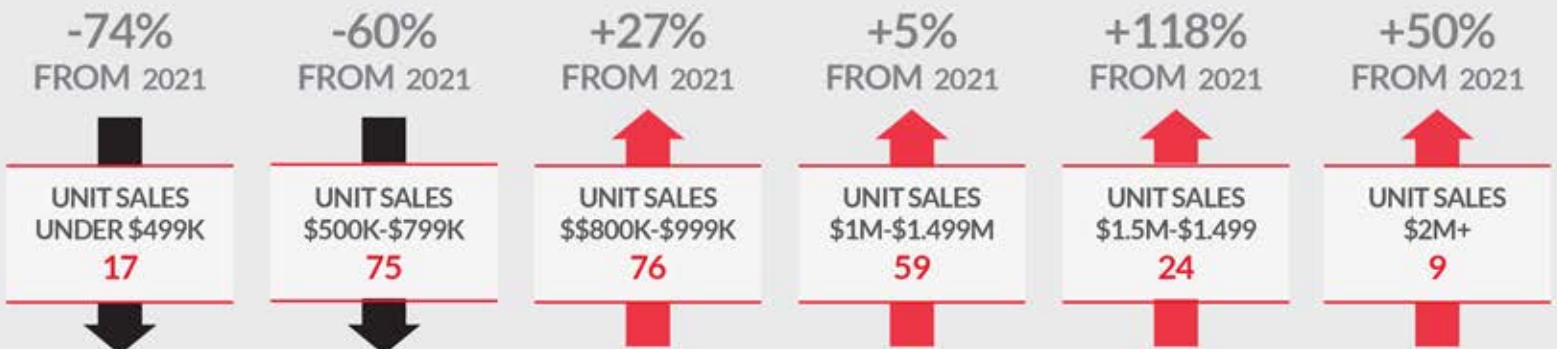 -74%
FROM 2021
-60%
FROM 2021
+27%
FROM 2021
+5%
FROM 2021
+118%
FROM 2021
+50%
FROM 2021
UNIT SALES
UNDER $499K
17
UNIT SALES
$500K-$799K
75
UNIT SALES
$$800K-$999K
76
UNIT SALES
$1M-$1.499M
59
UNIT SALES
$1.5M-$1.499
24
UNIT SALES
$2M+
9